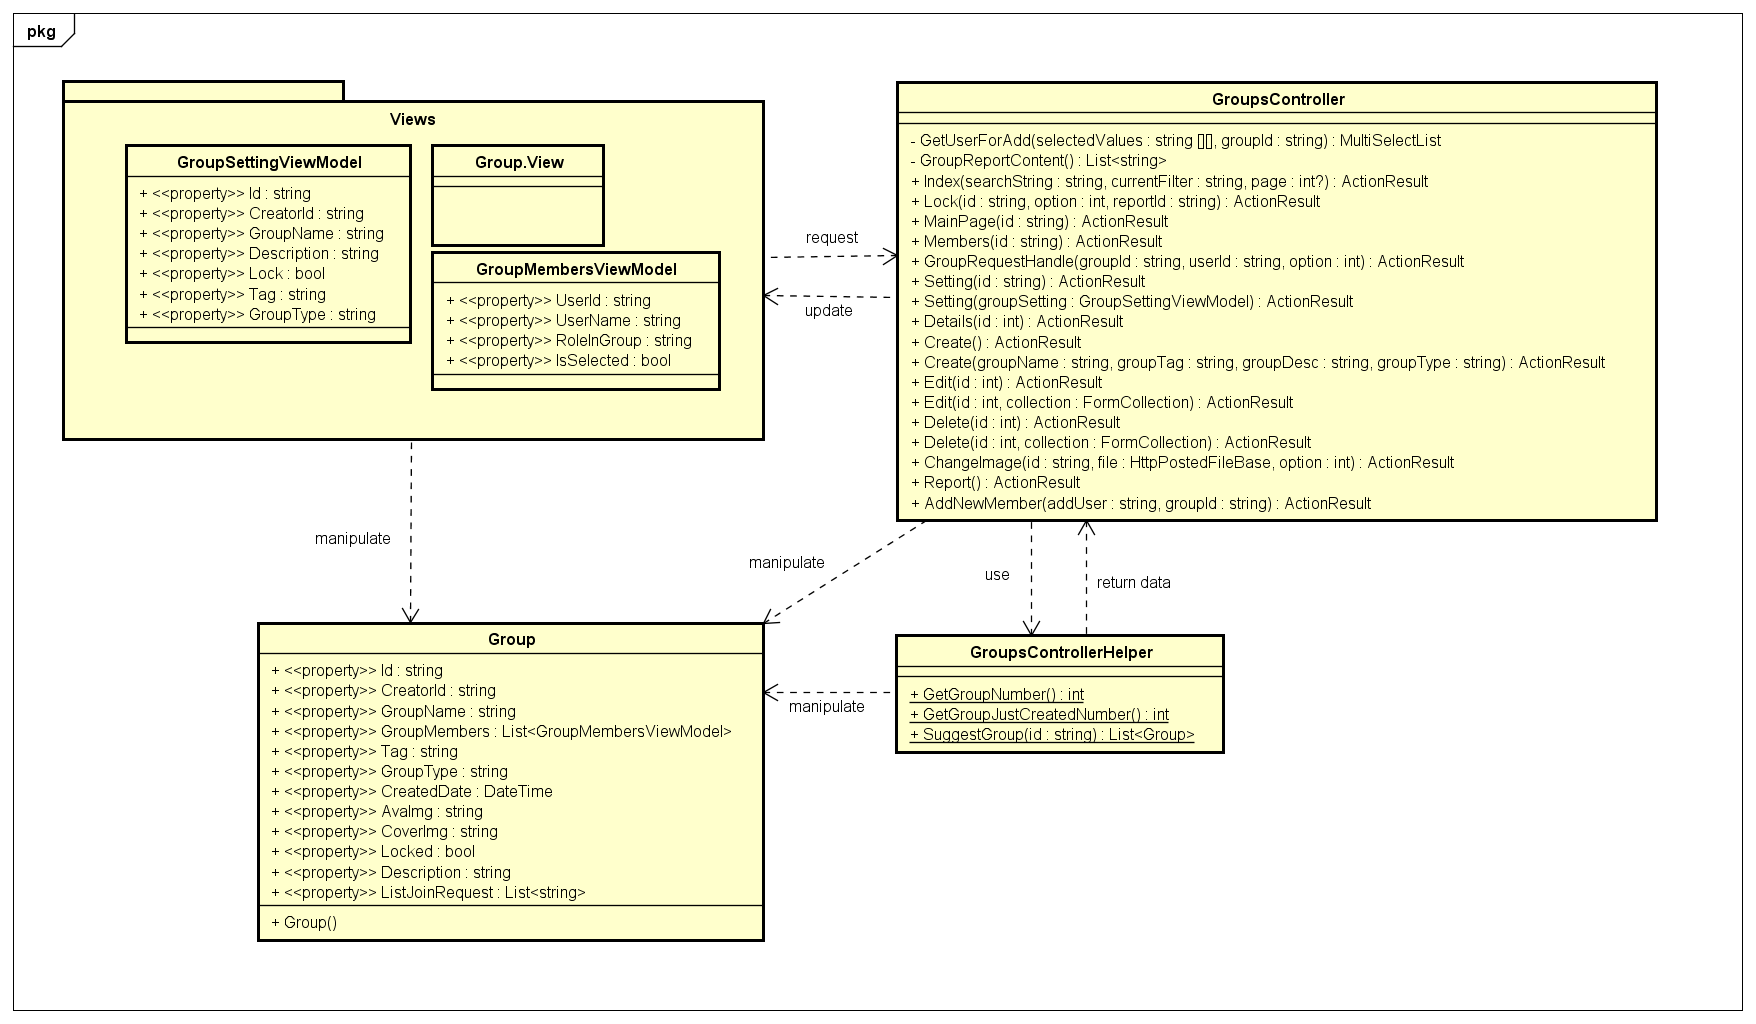 pkg
Views
GroupSettingViewModel
+ <<property>> Id : string
+ <<property>> CreatorId : string
+ <<property>> GroupName : string
+ <<property>> Description : string
+ <<property>> Lock : bool
+ <<property>> Tag : string
+ <<property>> GroupType : string
Group.View
GroupMembersViewModel
+ <<property>> UserId : string
+ <<property>> UserName : string
+ <<property>> RoleInGroup : string
+ <<property>> IsSelected : bool
request
update
GroupsController
- GetUserForAdd(selectedValues : string [][], groupId : string) : MultiSelectList
- GroupReportContent() : List<string>
+ Index(searchString : string, currentFilter : string, page : int?) : ActionResult
+ Lock(id : string, option : int, reportId : string) : ActionResult
+ MainPage(id : string) : ActionResult
+ Members(id : string) : ActionResult
+ GroupRequestHandle(groupId : string, userId : string, option : int) : ActionResult
+ Setting(id : string) : ActionResult
+ Setting(groupSetting : GroupSettingViewModel) : ActionResult
+ Details(id : int) : ActionResult
+ Create() : ActionResult
+ Create(groupName : string, groupTag : string, groupDesc : string, groupType : string) : ActionResult
+ Edit(id : int) : ActionResult
+ Edit(id : int, collection : FormCollection) : ActionResult
+ Delete(id : int) : ActionResult
+ Delete(id : int, collection : FormCollection) : ActionResult
+ ChangeImage(id : string, file : HttpPostedFileBase, option : int) : ActionResult
+ Report() : ActionResult
+ AddNewMember(addUser : string, groupId : string) : ActionResult
manipulate
manipulate
use
return data
Group
+ <<property>> Id : string
+ <<property>> CreatorId : string
+ <<property>> GroupName : string
+ <<property>> GroupMembers : List<GroupMembersViewModel>
+ <<property>> Tag : string
+ <<property>> GroupType : string
+ <<property>> CreatedDate : DateTime
+ <<property>> AvaImg : string
+ <<property>> CoverImg : string
+ <<property>> Locked : bool
+ <<property>> Description : string
+ <<property>> ListJoinRequest : List<string>
+ Group()
manipulate
GroupsControllerHelper
+ GetGroupNumber() : int
+ GetGroupJustCreatedNumber() : int
+ SuggestGroup(id : string) : List<Group>